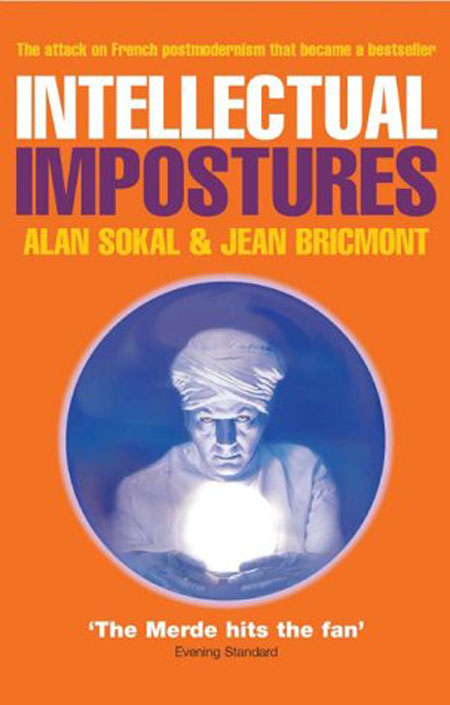 The attack on French postmodernism that became a bestseller
INTELLECTUAL
IMPOSTURES
ALAN SOKAL & JEAN BRICMONT
‘The Merde hits the fan’
Evening Standard